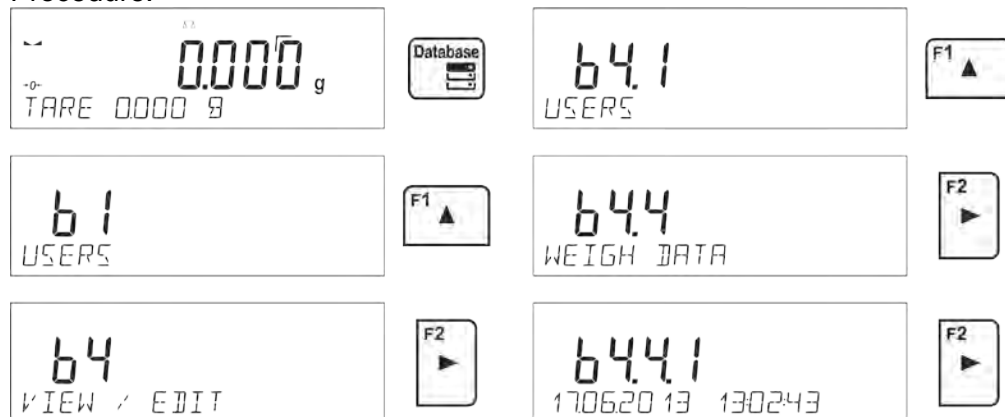 Procedure:
0.000 g
-0-
TARE 0.000 g
Database
b1
USERS
F1
b4
VIEW / EDIT
F2
b4.1
USERS
F1
b4.4
WEIGH DATA
F2
b4.4.1
17.06.2013 13:02:43
F2